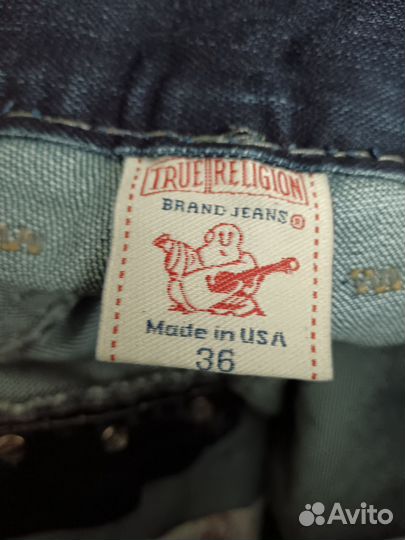 TRUE RELIGION
BRAND JEANS®
Made in USA
36
Avito